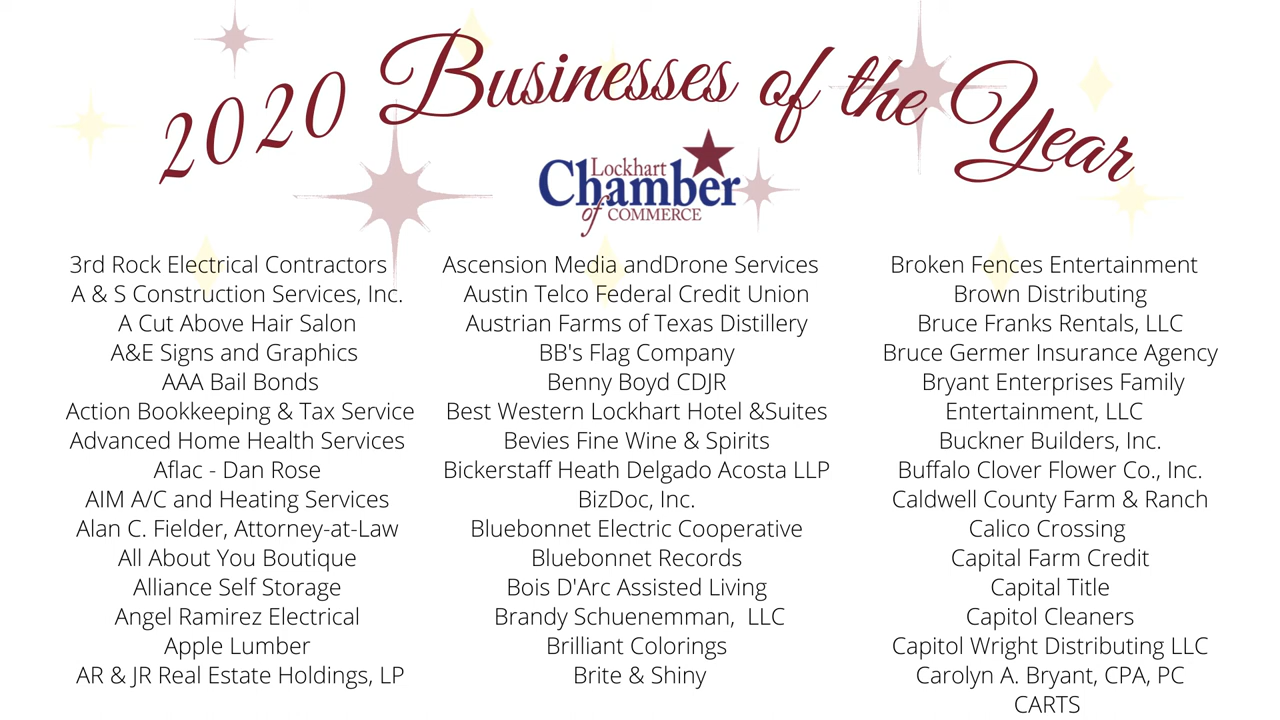 2020 Businesses of the Year
Lockhart
Chamber
of COMMERCE
3rd Rock Electrical Contractors
A & S Construction Services, Inc.
A Cut Above Hair Salon
A&E Signs and Graphics
AAA Bail Bonds
Action Bookkeeping & Tax Service
Advanced Home Health Services
Aflac - Dan Rose
AIM A/C and Heating Services
Alan C. Fielder, Attorney-at-Law
All About You Boutique
Alliance Self Storage
Angel Ramirez Electrical
Apple Lumber
AR & JR Real Estate Holdings, LP
Ascension Media andDrone Services
Austin Telco Federal Credit Union
Austrian Farms of Texas Distillery
BB's Flag Company
Benny Boyd CDJR
Best Western Lockhart Hotel &Suites
Bevies Fine Wine & Spirits
Bickerstaff Heath Delgado Acosta LLP
BizDoc, Inc.
Bluebonnet Electric Cooperative
Bluebonnet Records
Bois D'Arc Assisted Living
Brandy Schuenemman,  LLC
Brilliant Colorings
Brite & Shiny
Broken Fences Entertainment
Brown Distributing
Bruce Franks Rentals, LLC
Bruce Germer Insurance Agency
Bryant Enterprises Family
Entertainment, LLC
Buckner Builders, Inc.
Buffalo Clover Flower Co., Inc.
Caldwell County Farm & Ranch
Calico Crossing
Capital Farm Credit
Capital Title
Capitol Cleaners
Capitol Wright Distributing LLC
Carolyn A. Bryant, CPA, PC
CARTS